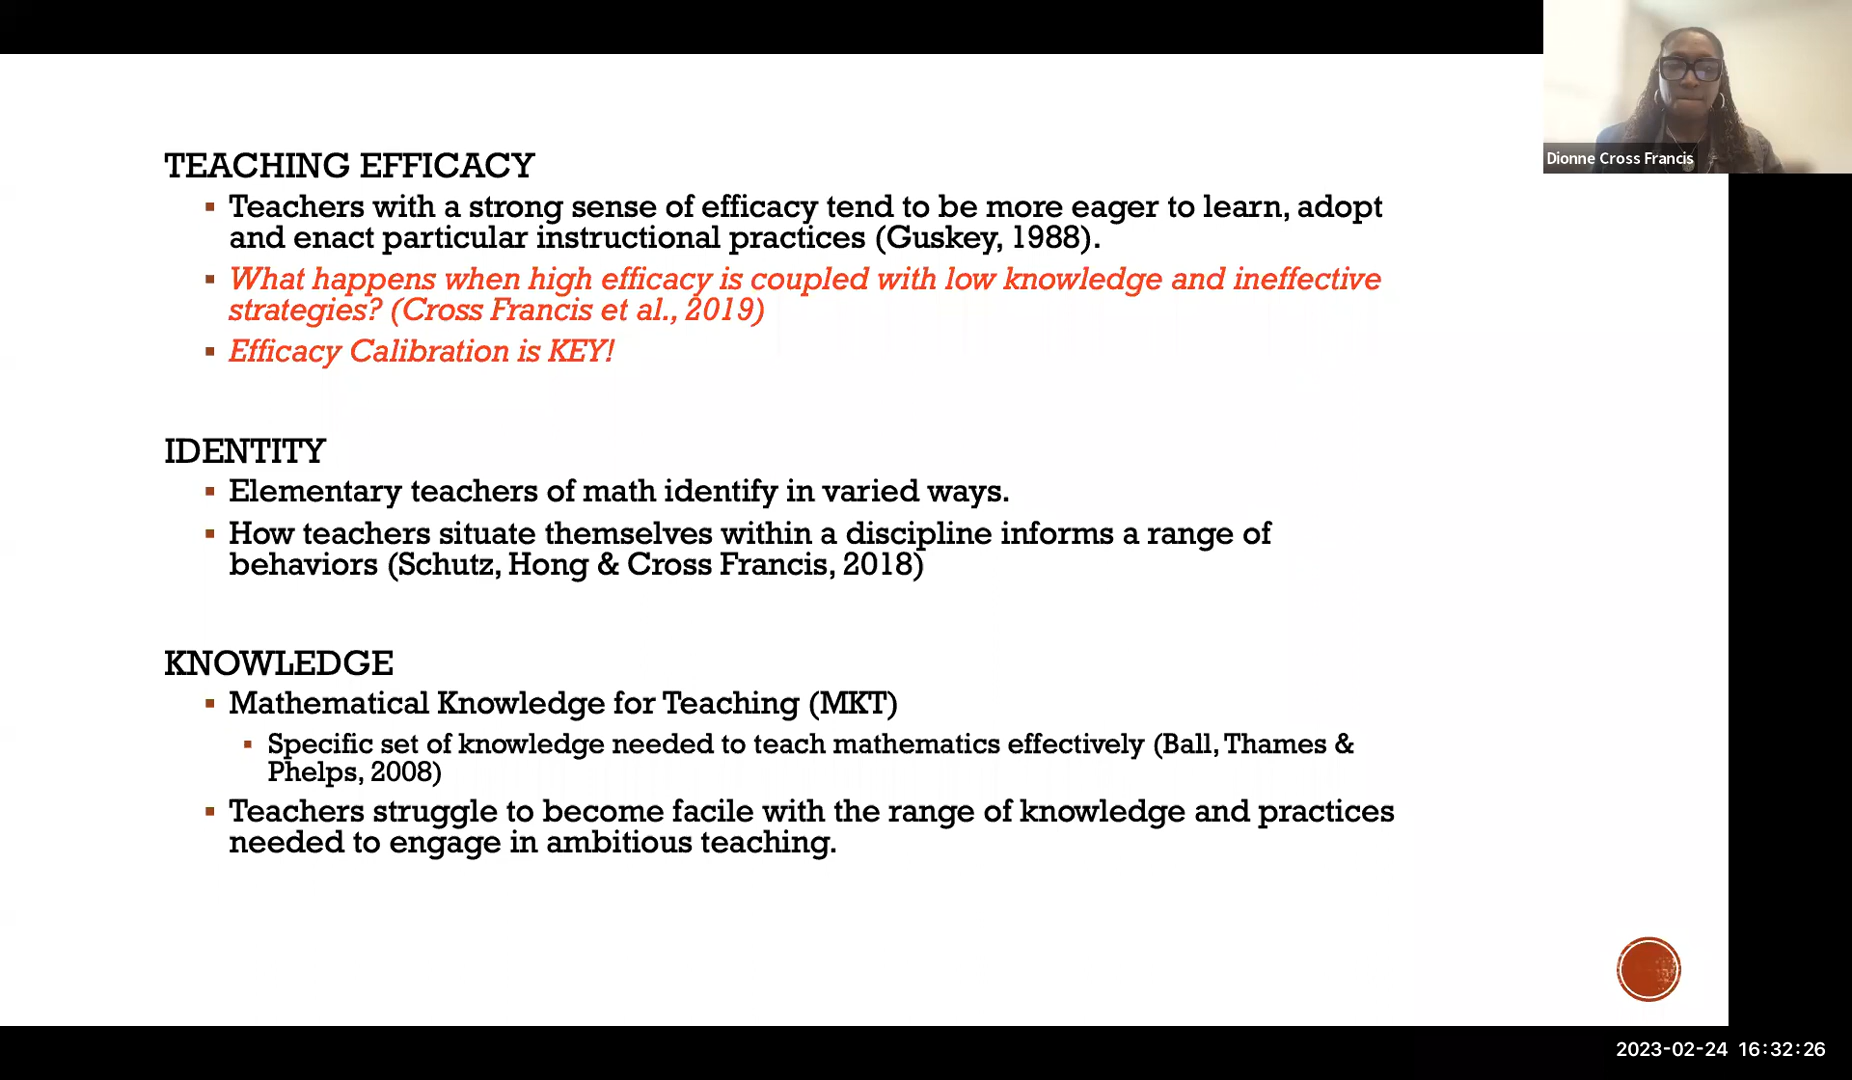 Dionne Cross Francis
TEACHING EFFICACY
▪ Teachers with a strong sense of efficacy tend to be more eager to learn, adopt
and enact particular instructional practices (Guskey, 1988).
▪ What happens when high efficacy is coupled with low knowledge and ineffective
strategies? (Cross Francis et al., 2019)
▪ Efficacy Calibration is KEY!
IDENTITY
▪ Elementary teachers of math identify in varied ways.
▪ How teachers situate themselves within a discipline informs a range of
behaviors (Schutz, Hong & Cross Francis, 2018)
KNOWLEDGE
▪ Mathematical Knowledge for Teaching (MKT)
▪ Specific set of knowledge needed to teach mathematics effectively (Ball, Thames &
Phelps, 2008)
▪ Teachers struggle to become facile with the range of knowledge and practices
needed to engage in ambitious teaching.
2023-02-24 16:32:26